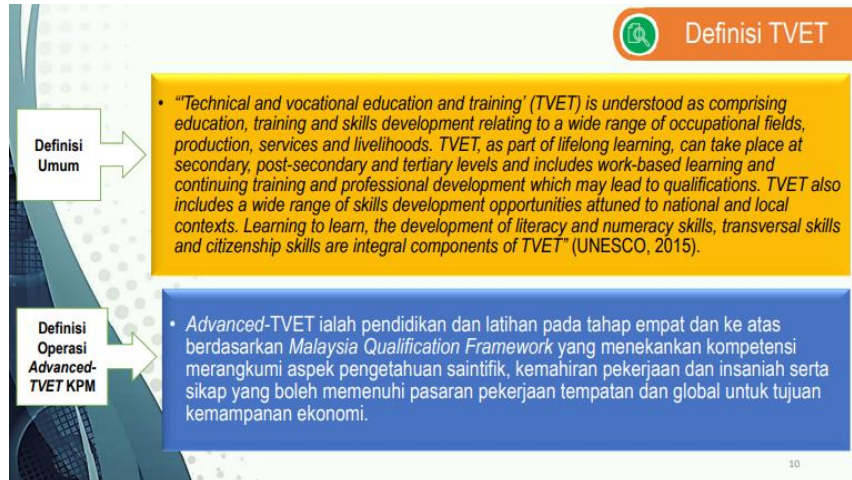 Definisi TVET
Definisi
Umum
• “‘Technical and vocational education and training’ (TVET) is understood as comprising
education, training and skills development relating to a wide range of occupational fields,
production, services and livelihoods. TVET, as part of lifelong learning, can take place at
secondary, post-secondary and tertiary levels and includes work-based learning and
continuing training and professional development which may lead to qualifications. TVET also
includes a wide range of skills development opportunities attuned to national and local
contexts. Learning to learn, the development of literacy and numeracy skills, transversal skills
and citizenship skills are integral components of TVET” (UNESCO, 2015).
Definisi
Operasi
Advanced-
TVET KPM
• Advanced-TVET ialah pendidikan dan latihan pada tahap empat dan ke atas
berdasarkan Malaysia Qualification Framework yang menekankan kompetensi
merangkumi aspek pengetahuan saintifik, kemahiran pekerjaan dan insaniah serta
sikap yang boleh memenuhi pasaran pekerjaan tempatan dan global untuk tujuan
kemampanan ekonomi.
10